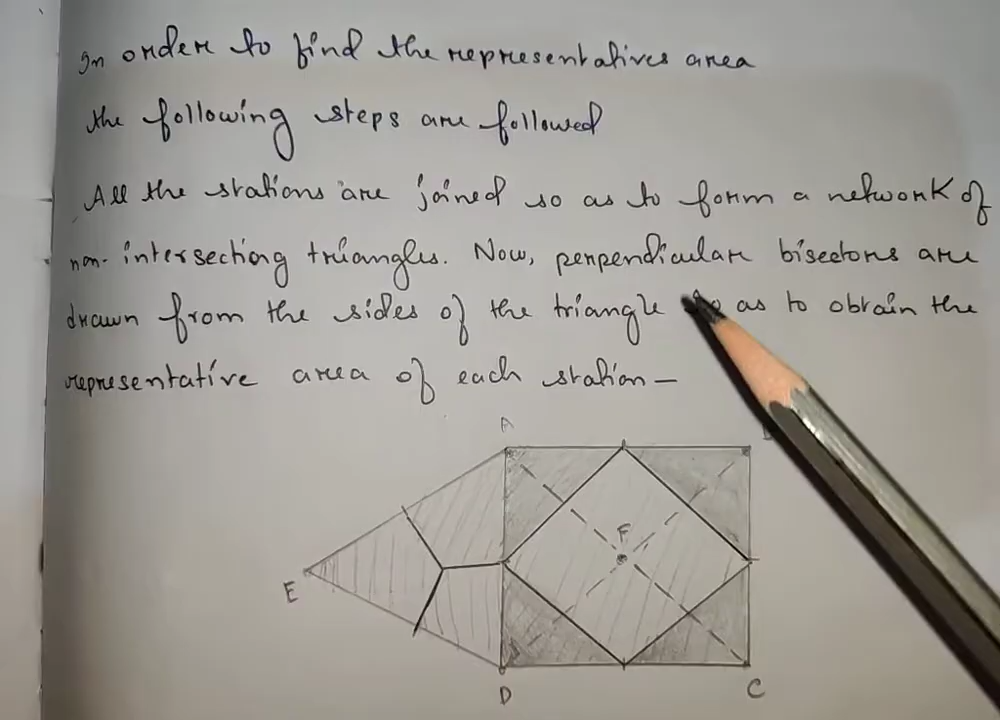 In order to find the representatives area
the following steps are followed
All the stations are joined so as to form a network of
non-intersecting triangles. Now, perpendicular bisectors are
drawn from the sides of the triangle so as to obtain the
representative area of each station -
A
F
E
D
C